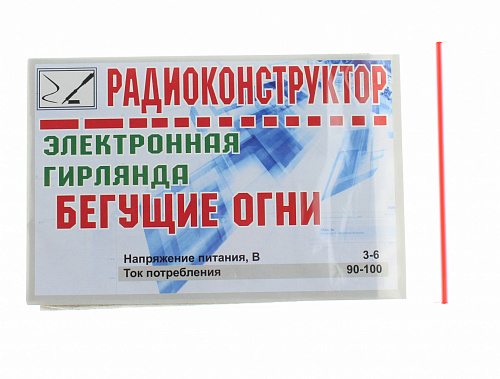 РАДИОКОНСТРУКТОР
ЭЛЕКТРОННАЯ
ГИРЛЯНДА
БЕГУЩИЕ ОГНИ
Напряжение питания, В 3-6
Ток потребления 90-100